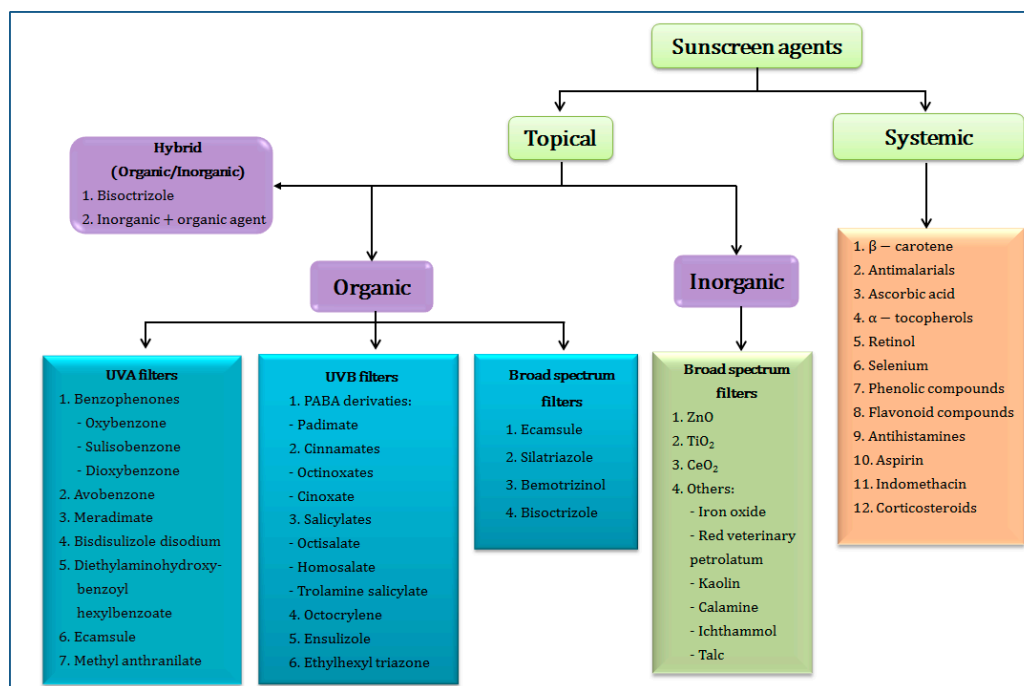 Sunscreen agents
Topical
Systemic
Hybrid
(Organic/Inorganic)
1. Bisoctrizole
2. Inorganic + organic agent
Organic
Inorganic
UVA filters
1. Benzophenones
- Oxybenzone
- Sulisobenzone
- Dioxybenzone
2. Avobenzone
3. Meradimate
4. Bisdisulizole disodium
5. Diethylaminohydroxy-
benzoyl
hexylbenzoate
6. Ecamsule
7. Methyl anthranilate
UVB filters
1. PABA derivaties:
- Padimate
2. Cinnamates
- Octinoxates
- Cinoxate
3. Salicylates
- Octisalate
- Homosalate
- Trolamine salicylate
4. Octocrylene
5. Ensulizole
6. Ethylhexyl triazone
Broad spectrum
filters
1. Ecamsule
2. Silatriazole
3. Bemotrizinol
4. Bisoctrizole
Broad spectrum
filters
1. ZnO
2. TiO₂
3. CeO₂
4. Others:
- Iron oxide
- Red veterinary
petrolatum
- Kaolin
- Calamine
- Ichthammol
- Talc
1. β – carotene
2. Antimalarials
3. Ascorbic acid
4. α – tocopherols
5. Retinol
6. Selenium
7. Phenolic compounds
8. Flavonoid compounds
9. Antihistamines
10. Aspirin
11. Indomethacin
12. Corticosteroids